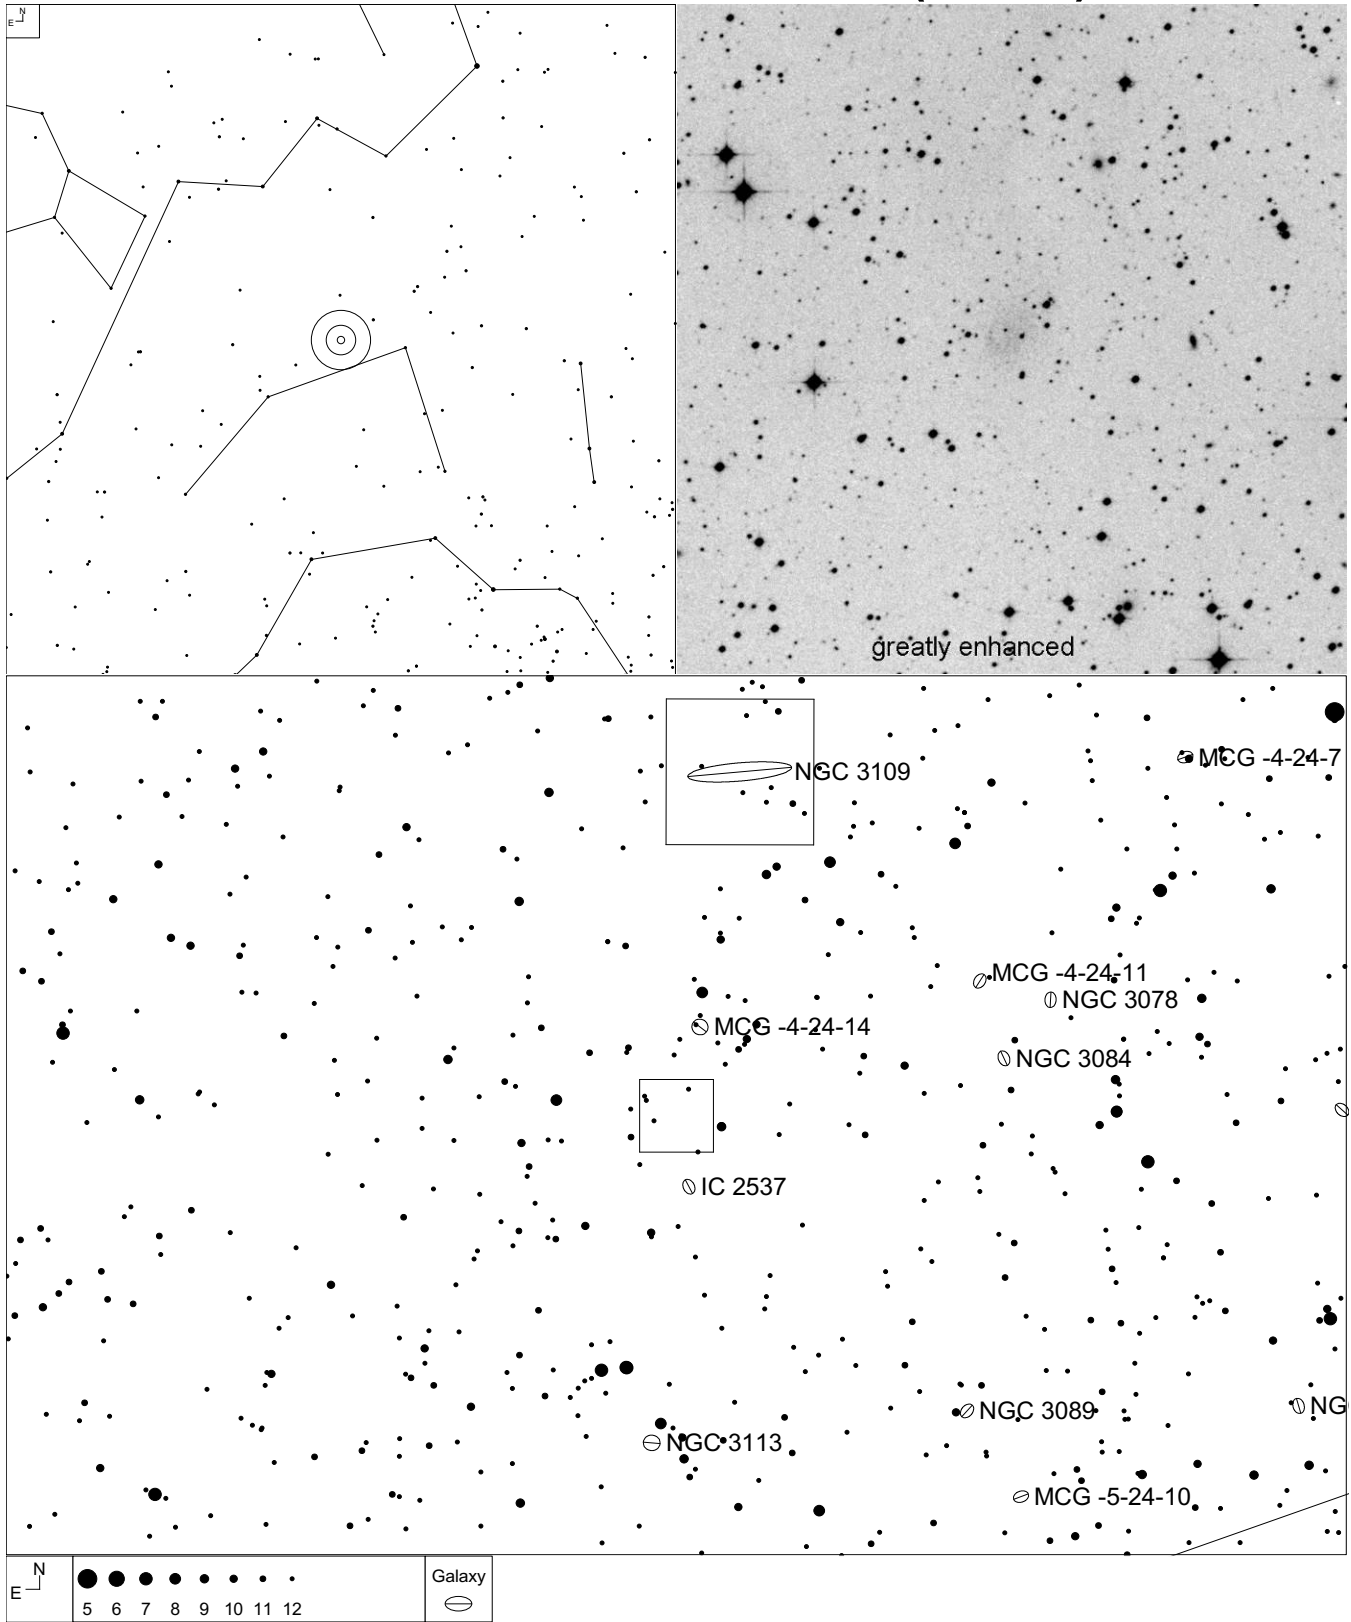 N
E
greatly enhanced
NGC 3109
MCG -4-24-7
MCG -4-24-11
NGC 3078
MCG -4-24-14
NGC 3084
IC 2537
NGC 3089
NG
NGC 3113
MCG -5-24-10
N
E
5 6 7 8 9 10 11 12
Galaxy